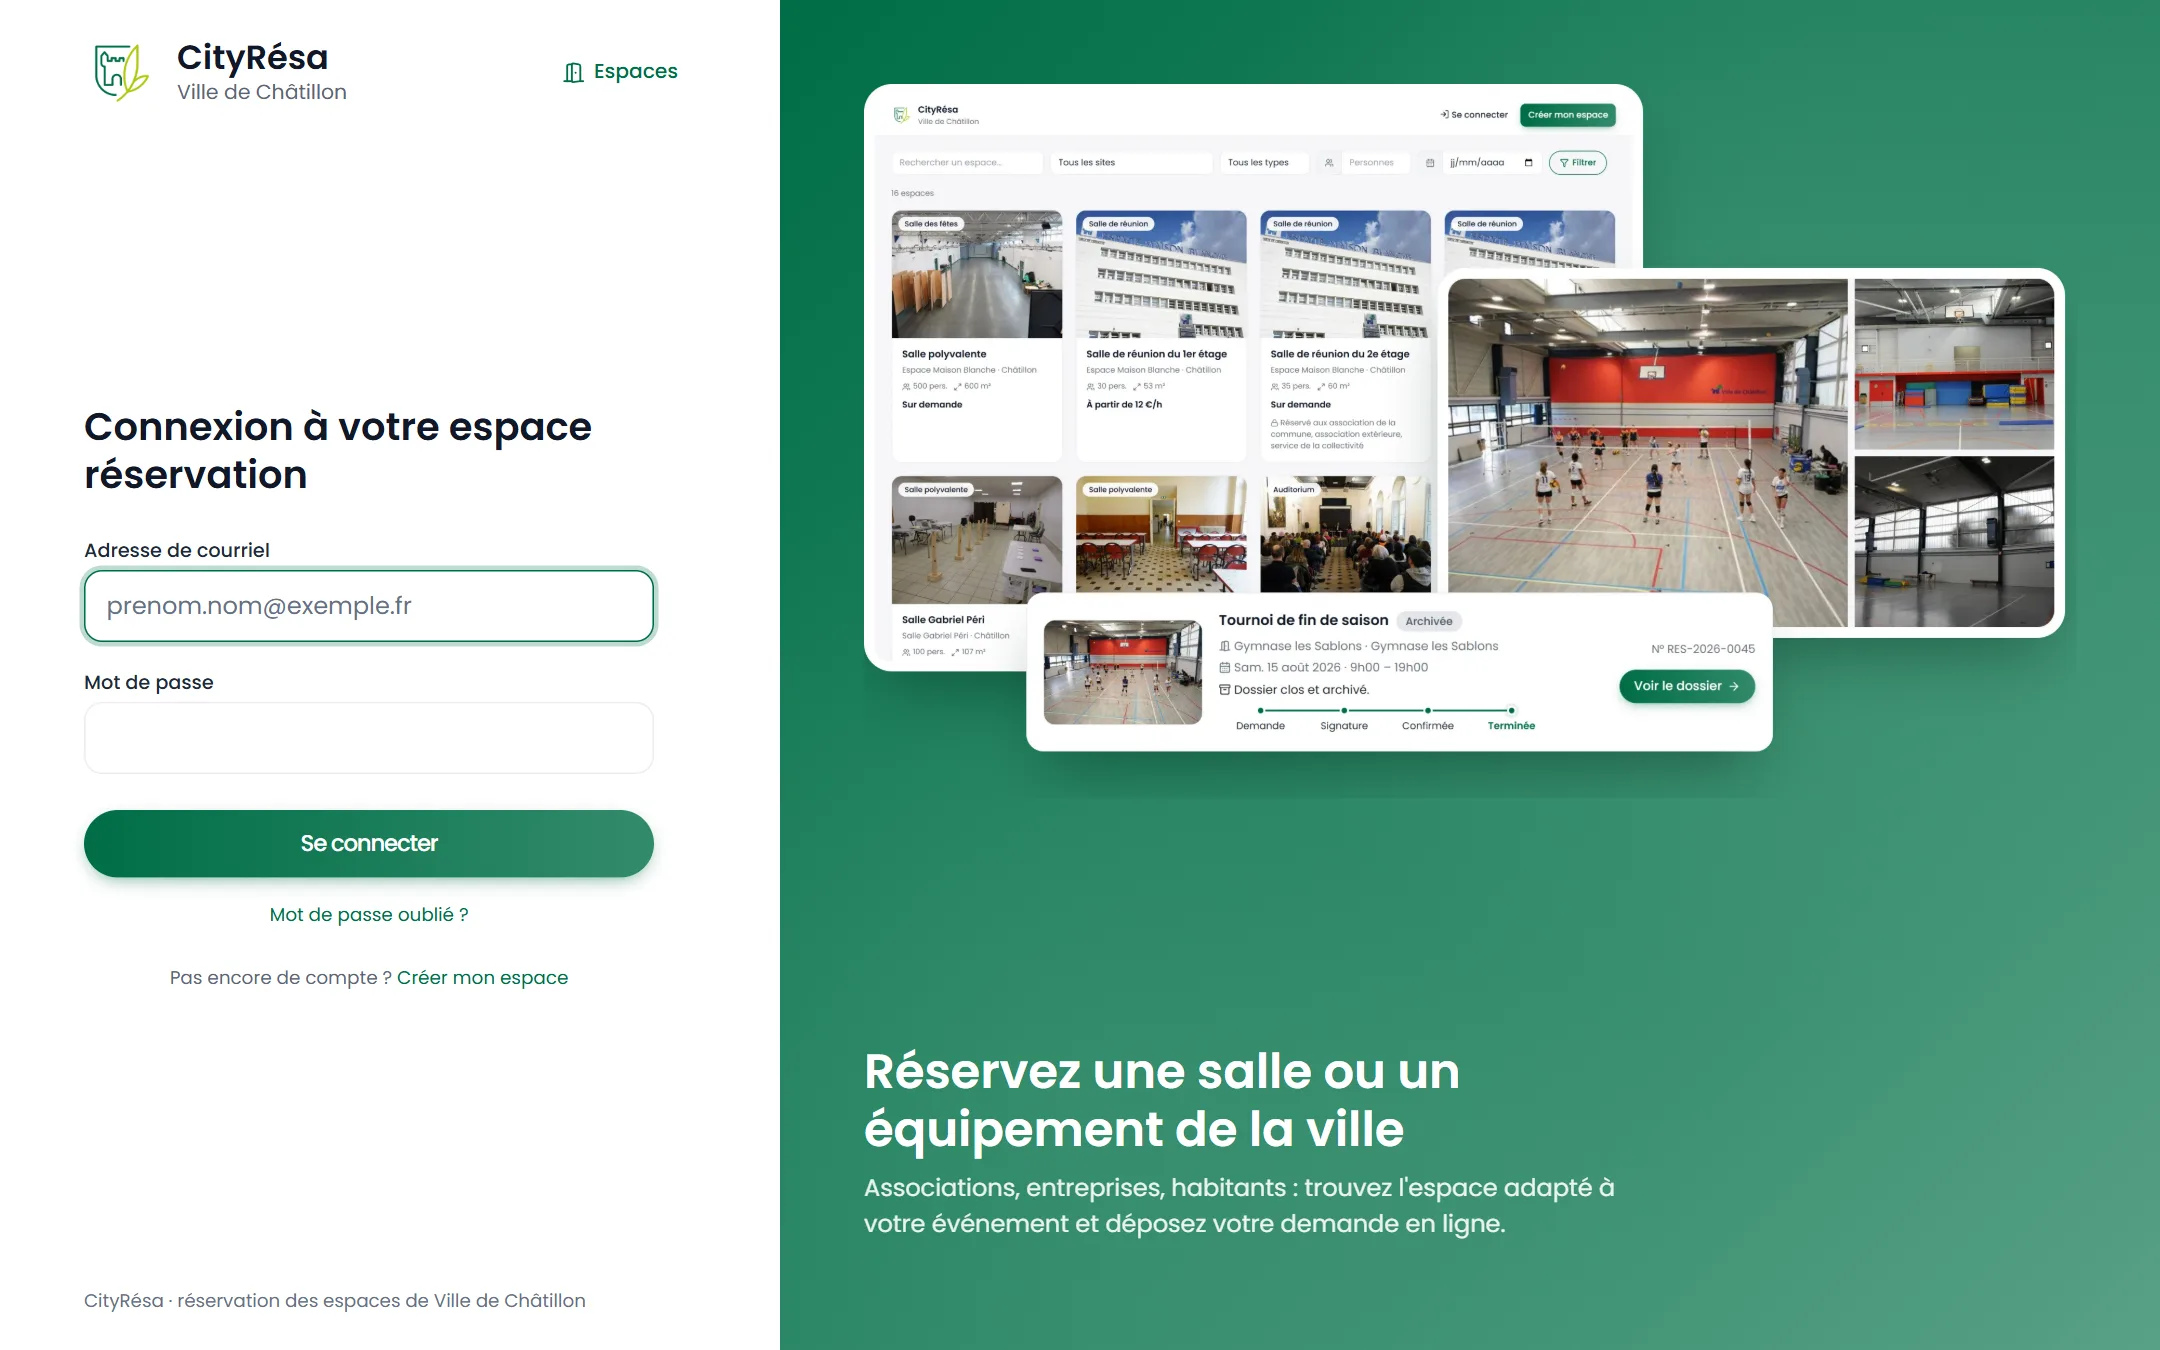 CityRésa
Ville de Châtillon
Espaces
Connexion à votre espace
réservation
Adresse de courriel
prenom.nom@exemple.fr
Mot de passe
Se connecter
Mot de passe oublié ?
Pas encore de compte ? Créer mon espace
CityRésa · réservation des espaces de Ville de Châtillon
CityRésa
Ville de Châtillon
Se connecter
Créer mon espace
Rechercher un espace...
Tous les sites
Tous les types
Personnes
jj/mm/aaaa
Filtrer
16 espaces
Salle des fêtes
Salle de réunion
Salle de réunion
Salle de réunion
Salle polyvalente
Espace Maison Blanche · Châtillon
500 pers. 600 m²
Sur demande
Salle de réunion du 1er étage
Espace Maison Blanche · Châtillon
30 pers. 53 m²
À partir de 12 €/h
Salle de réunion du 2e étage
Espace Maison Blanche · Châtillon
35 pers. 60 m²
Sur demande
Réservé aux association de la
commune, association extérieure,
service de la collectivité
Salle polyvalente
Salle polyvalente
Auditorium
Salle Gabriel Péri
Salle Gabriel Péri · Châtillon
100 pers. 107 m²
Ville de Châtillon
Tournoi de fin de saison
Archivée
Gymnase les Sablons · Gymnase les Sablons
Sam. 15 août 2026 · 9h00 – 19h00
Dossier clos et archivé.
Demande
Signature
Confirmée
Terminée
N° RES-2026-0045
Voir le dossier
Réservez une salle ou un
équipement de la ville
Associations, entreprises, habitants : trouvez l'espace adapté à
votre événement et déposez votre demande en ligne.